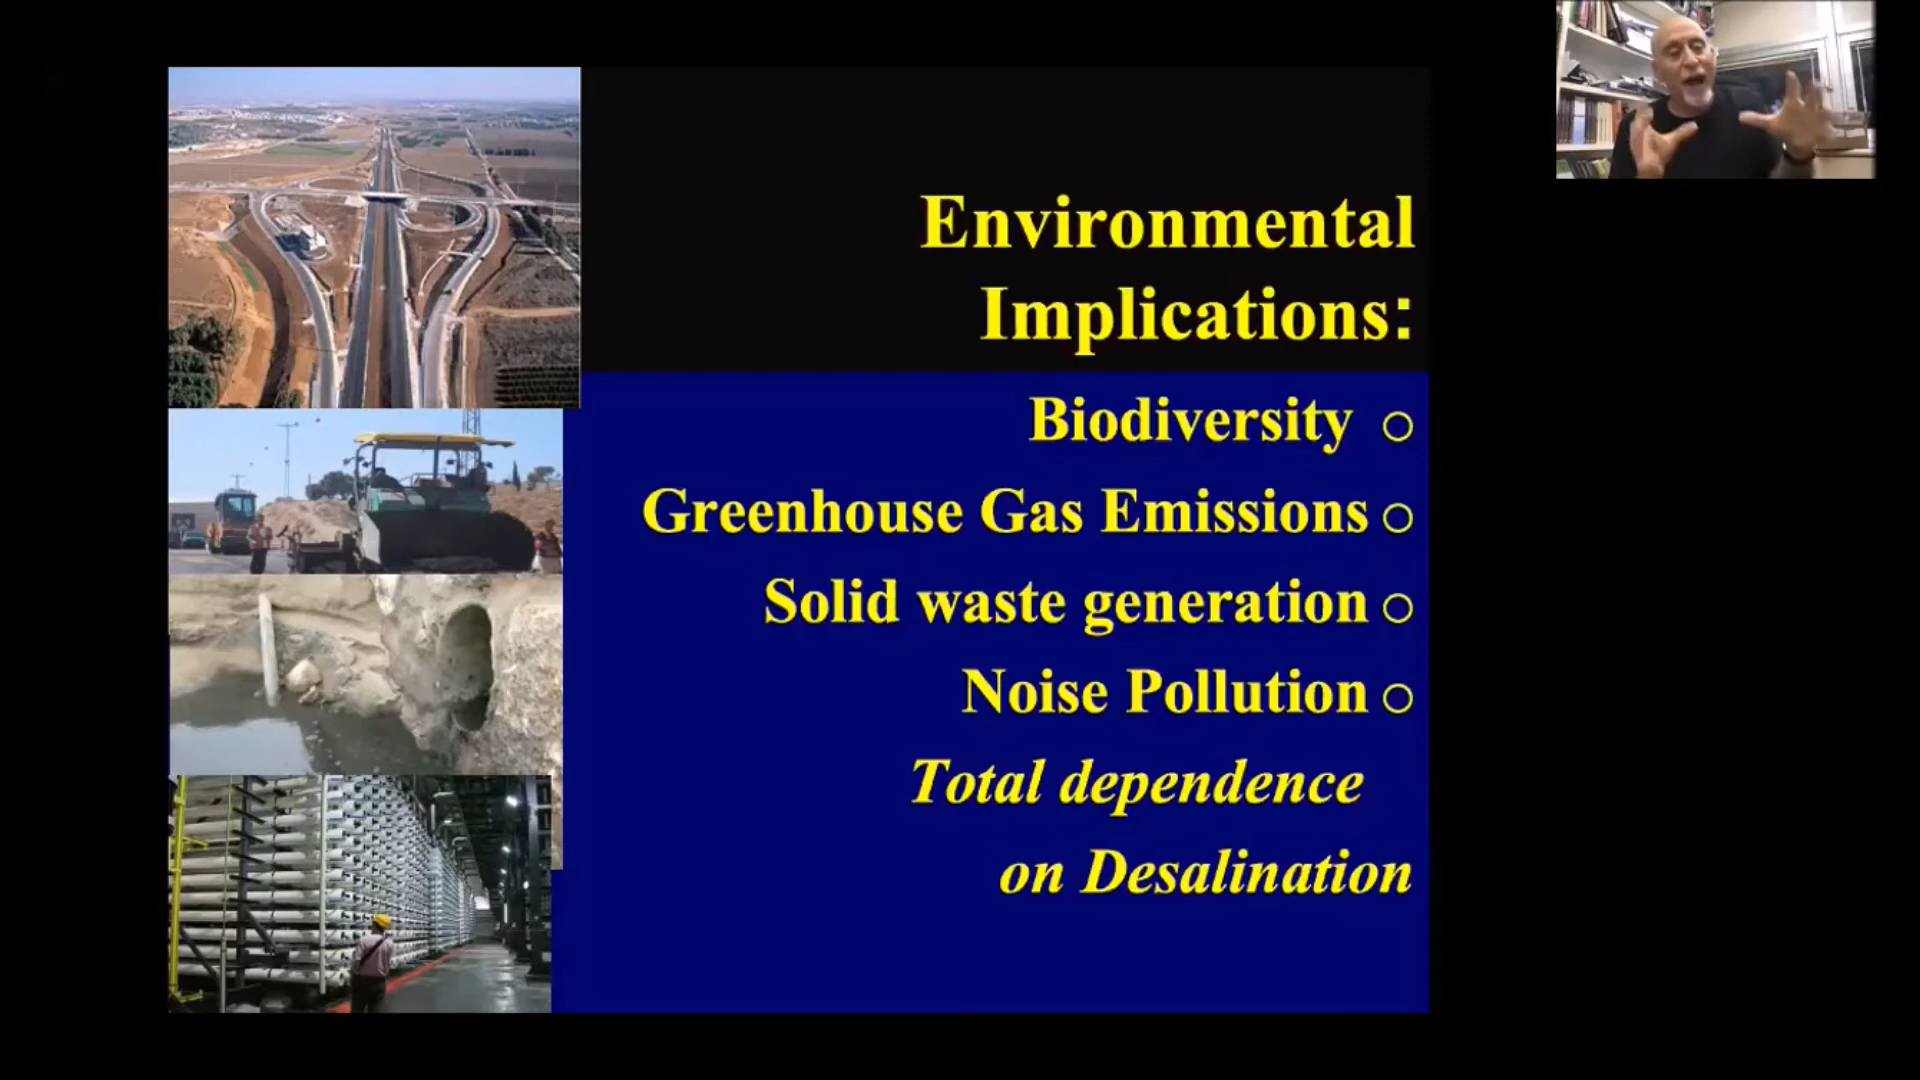 Environmental
Implications:
Biodiversity
Greenhouse Gas Emissions
Solid waste generation
Noise Pollution
Total dependence
on Desalination